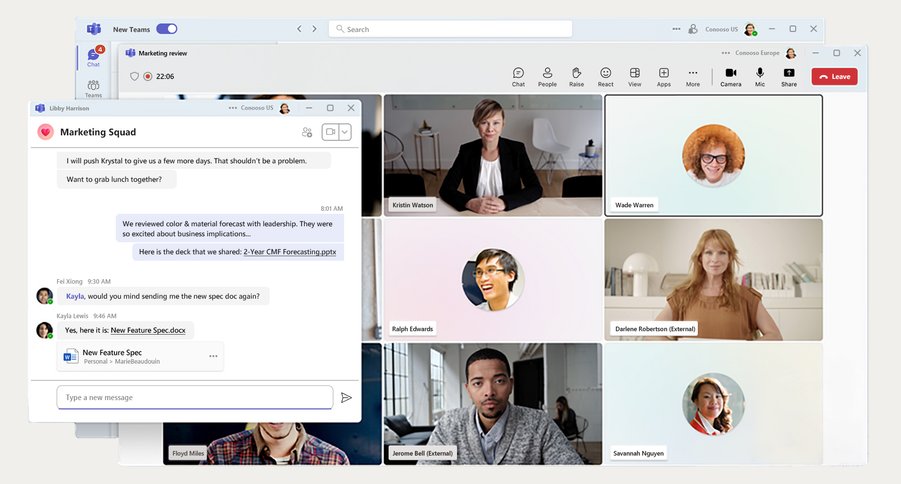 New Teams
Search
Conooso US
4
Chat
Teams
Marketing review
Conooso Europe
22:06
Chat
People
Raise
React
View
Apps
More
Camera
Mic
Share
Leave
Libby Harrison
Conooso US
Marketing Squad
I will push Krystal to give us a few more days. That shouldn't be a problem.
Want to grab lunch together?
8:01 AM
We reviewed color & material forecast with leadership. They were
so excited about business implications...
Here is the deck that we shared: 2-Year CMF Forecasting.pptx
Fei Xiong 9:30 AM
Kayla, would you mind sending me the new spec doc again?
Kayla Lewis 9:46 AM
Yes, here it is: New Feature Spec.docx
New Feature Spec
Personal > MarieBeaudouin
Type a new message
Kristin Watson
Wade Warren
Ralph Edwards
Darlene Robertson (External)
Floyd Miles
Jerome Bell (External)
Savannah Nguyen